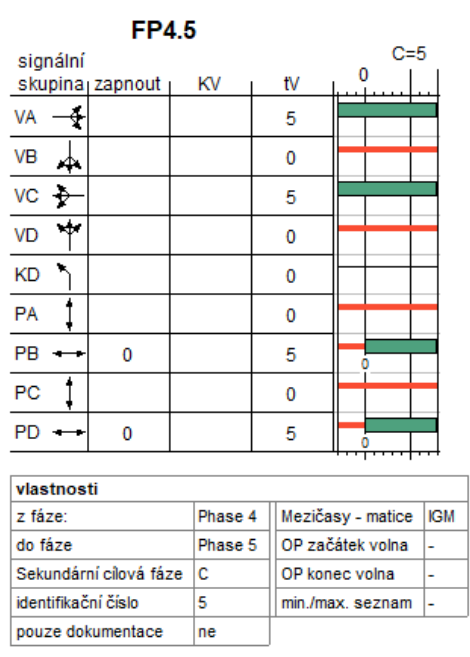 FP4.5
signální C=5
skupina zapnout KV tV 0
VA 5
VB 0
VC 5
VD 0
KD 0
PA 0
PB 0 5
0
PC 0
PD 0 5
0
vlastnosti
z fáze: Phase 4 Mezičasy - matice IGM
do fáze Phase 5 OP začátek volna -
Sekundární cílová fáze C OP konec volna -
identifikační číslo 5 min./max. seznam -
pouze dokumentace ne